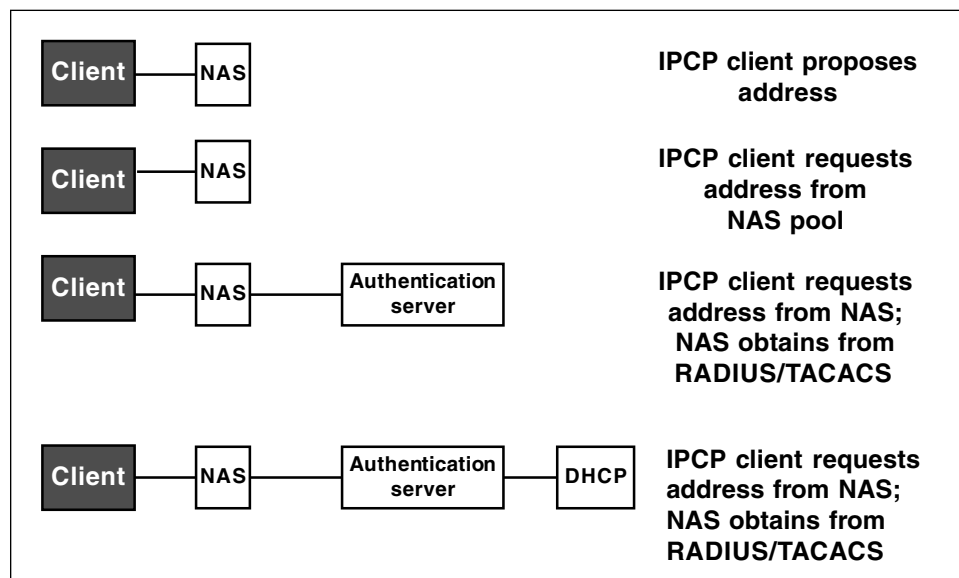 Client
NAS
IPCP client proposes
address
Client
NAS
IPCP client requests
address from
NAS pool
Client
NAS
Authentication
server
IPCP client requests
address from NAS;
NAS obtains from
RADIUS/TACACS
Client
NAS
Authentication
server
DHCP
IPCP client requests
address from NAS;
NAS obtains from
RADIUS/TACACS